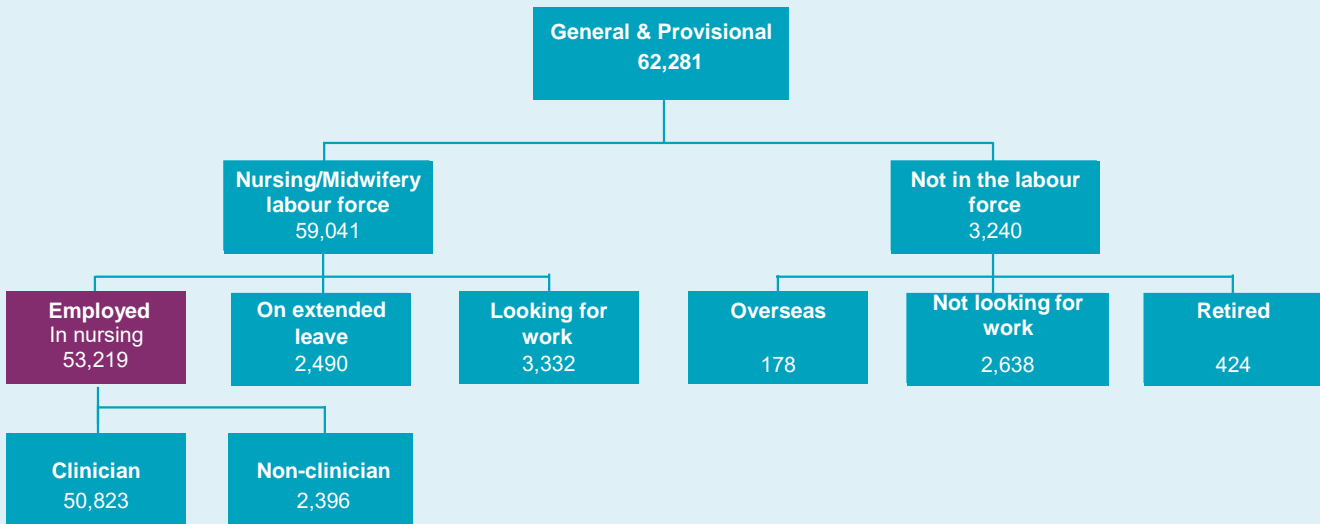 General & Provisional
62,281
Nursing/Midwifery
labour force
59,041
Not in the labour
force
3,240
Employed
In nursing
53,219
On extended
leave
2,490
Looking for
work
3,332
Overseas
178
Not looking for
work
2,638
Retired
424
Clinician
50,823
Non-clinician
2,396